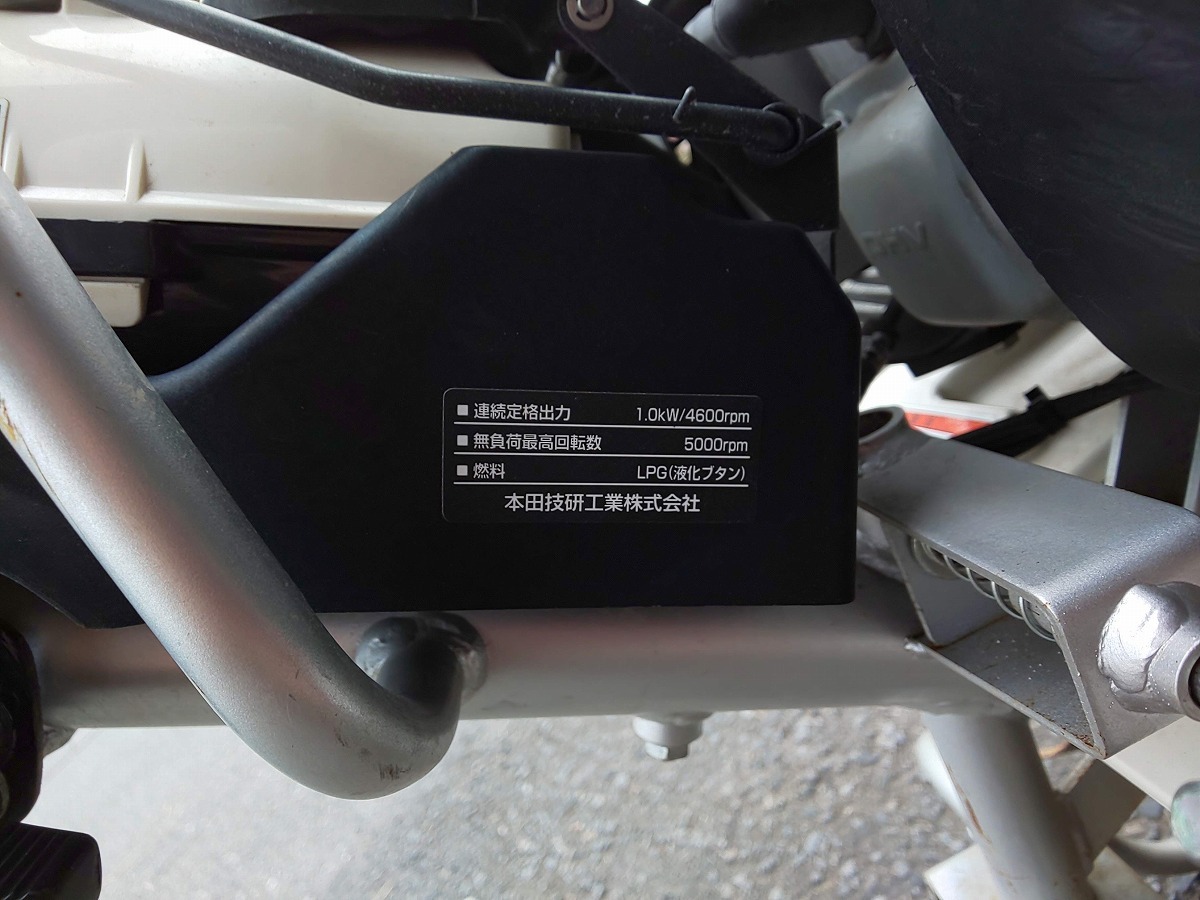 ■ 連続定格出力 1.0kW/4600rpm
■ 無負荷最高回転数 5000rpm
■ 燃料 LPG(液化ブタン)
本田技研工業株式会社